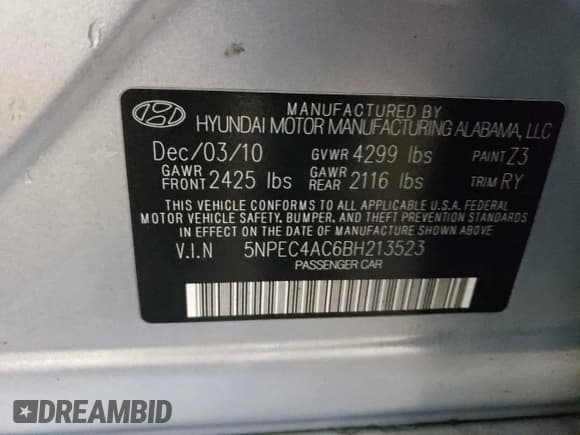 MANUFACTURED BY
HYUNDAI MOTOR MANUFACTURING ALABAMA, LLC
Dec/03/10 GVWR 4299 lbs PAINT Z3
GAWR FRONT 2425 lbs GAWR REAR 2116 lbs TRIM RY
THIS VEHICLE CONFORMS TO ALL APPLICABLE U.S.A. FEDERAL
MOTOR VEHICLE SAFETY, BUMPER, AND THEFT PREVENTION STANDARDS
IN EFFECT ON THE DATE OF MANUFACTURE SHOWN ABOVE.
V.I.N 5NPEC4AC6BH213523
PASSENGER CAR
DREAMBID